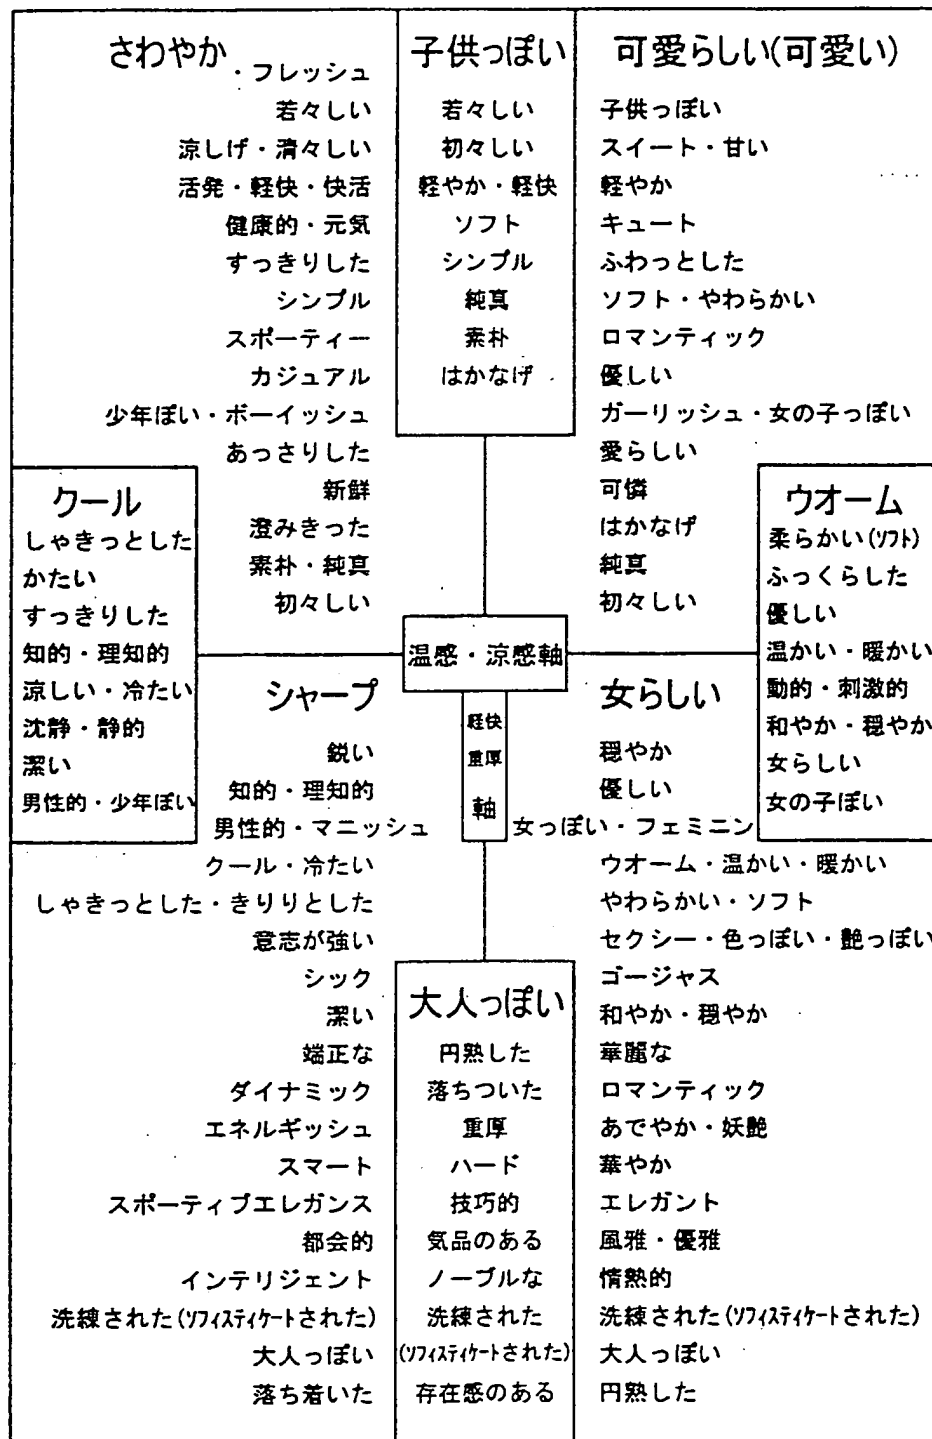 さわやか
・フレッシュ
若々しい
涼しげ・清々しい
活発・軽快・快活
健康的・元気
すっきりした
シンプル
スポーティー
カジュアル
少年ぽい・ボーイッシュ
あっさりした
新鮮
澄みきった
素朴・純真
初々しい
子供っぽい
若々しい
初々しい
軽やか・軽快
ソフト
シンプル
純真
素朴
はかなげ
可愛らしい(可愛い)
子供っぽい
スイート・甘い
軽やか
キュート
ふわっとした
ソフト・やわらかい
ロマンティック
優しい
ガーリッシュ・女の子っぽい
愛らしい
可憐
はかなげ
純真
初々しい
クール
しゃきっとした
かたい
すっきりした
知的・理知的
涼しい・冷たい
沈静・静的
潔い
男性的・少年ぽい
温感・涼感軸
軽快
重厚
軸
ウオーム
柔らかい(ソフト)
ふっくらした
優しい
温かい・暖かい
動的・刺激的
和やか・穏やか
女らしい
女の子ぽい
シャープ
鋭い
知的・理知的
男性的・マニッシュ
クール・冷たい
しゃきっとした・きりりとした
意志が強い
シック
潔い
端正な
ダイナミック
エネルギッシュ
スマート
スポーティブエレガンス
都会的
インテリジェント
洗練された(ソフィスティケートされた)
大人っぽい
落ち着いた
大人っぽい
円熟した
落ちついた
重厚
ハード
技巧的
気品のある
ノーブルな
洗練された
(ソフィスティケートされた)
存在感のある
女らしい
穏やか
優しい
女っぽい・フェミニン
ウオーム・温かい・暖かい
やわらかい・ソフト
セクシー・色っぽい・艶っぽい
ゴージャス
和やか・穏やか
華麗な
ロマンティック
あでやか・妖艶
華やか
エレガント
風雅・優雅
情熱的
洗練された(ソフィスティケートされた)
大人っぽい
円熟した